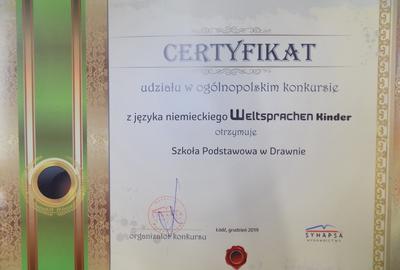 CERTYFIKAT
udziału w ogólnopolskim konkursie
z języka niemieckiego Weltsprachen Kinder
otrzymuje
Szkoła Podstawowa w Drawnie
Łódź, grudzień 2019
organizator konkursu
SYNAPSA
WYDAWNICTWO